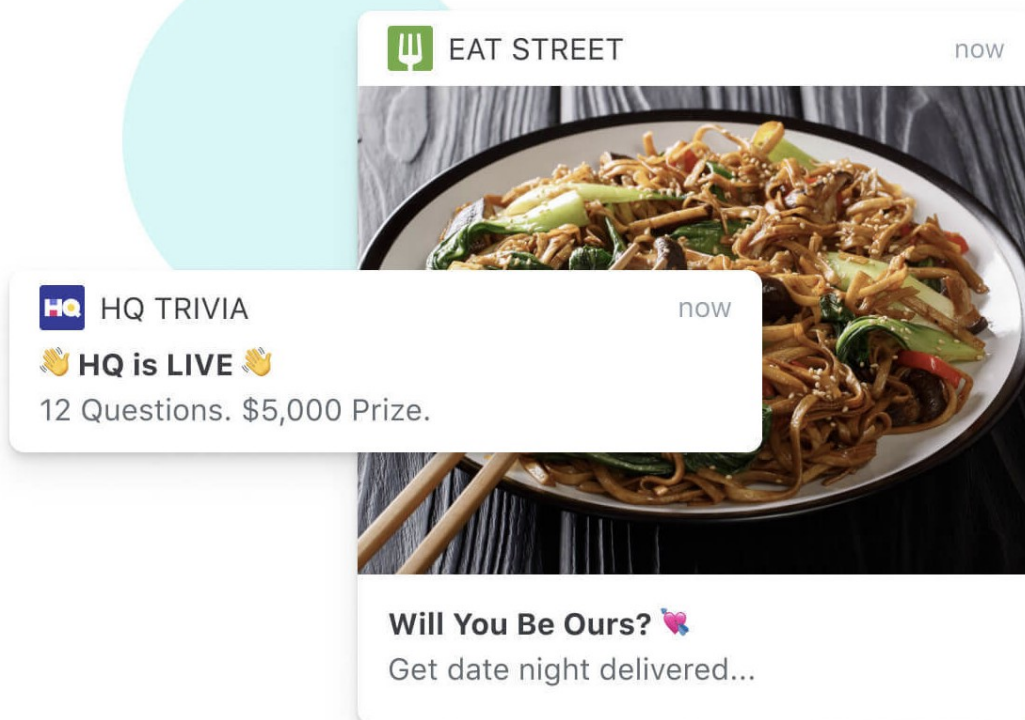 EAT STREET now
HQ HQ TRIVIA now
👋 HQ is LIVE 👋
12 Questions. $5,000 Prize.
Will You Be Ours? 💘
Get date night delivered...